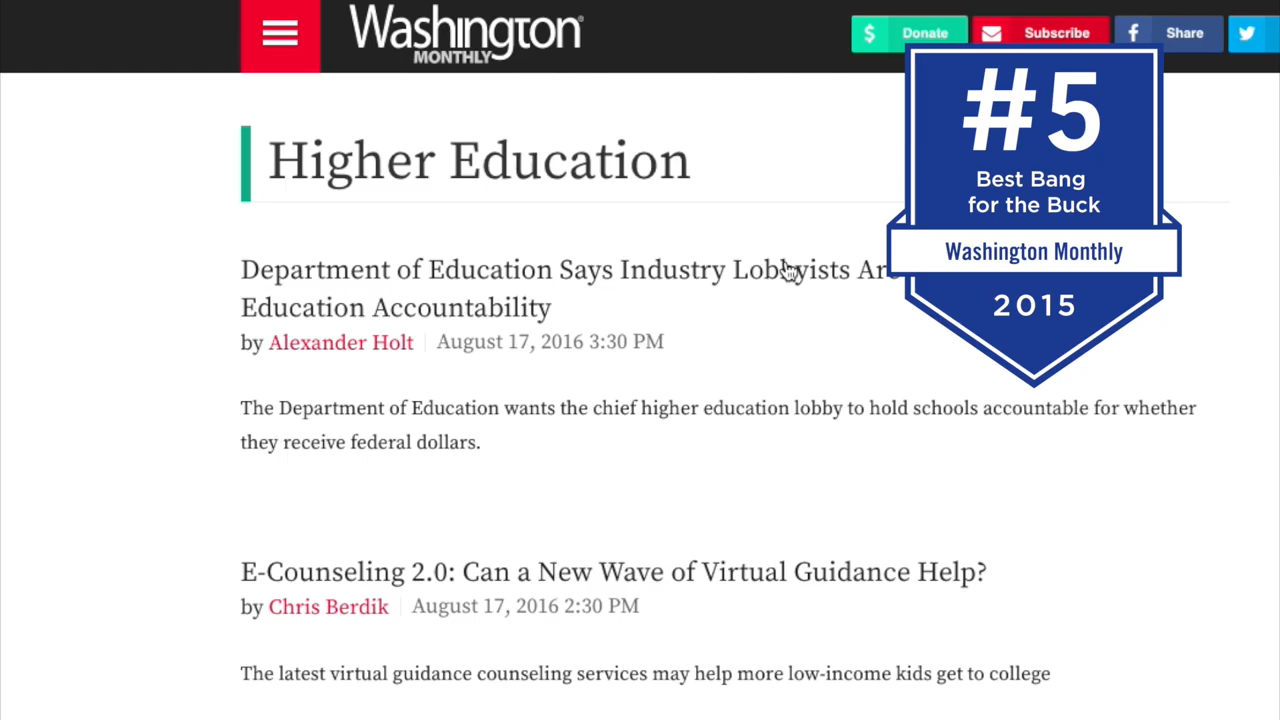 Washington
MONTHLY
$ Donate
Subscribe
f Share
#5
Best Bang
for the Buck
Washington Monthly
2015
Higher Education
Department of Education Says Industry Lobbyists
Education Accountability
by Alexander Holt
August 17, 2016 3:30 PM
The Department of Education wants the chief higher education lobby to hold schools accountable for whether
they receive federal dollars.
E-Counseling 2.0: Can a New Wave of Virtual Guidance Help?
by Chris Berdik
August 17, 2016 2:30 PM
The latest virtual guidance counseling services may help more low-income kids get to college